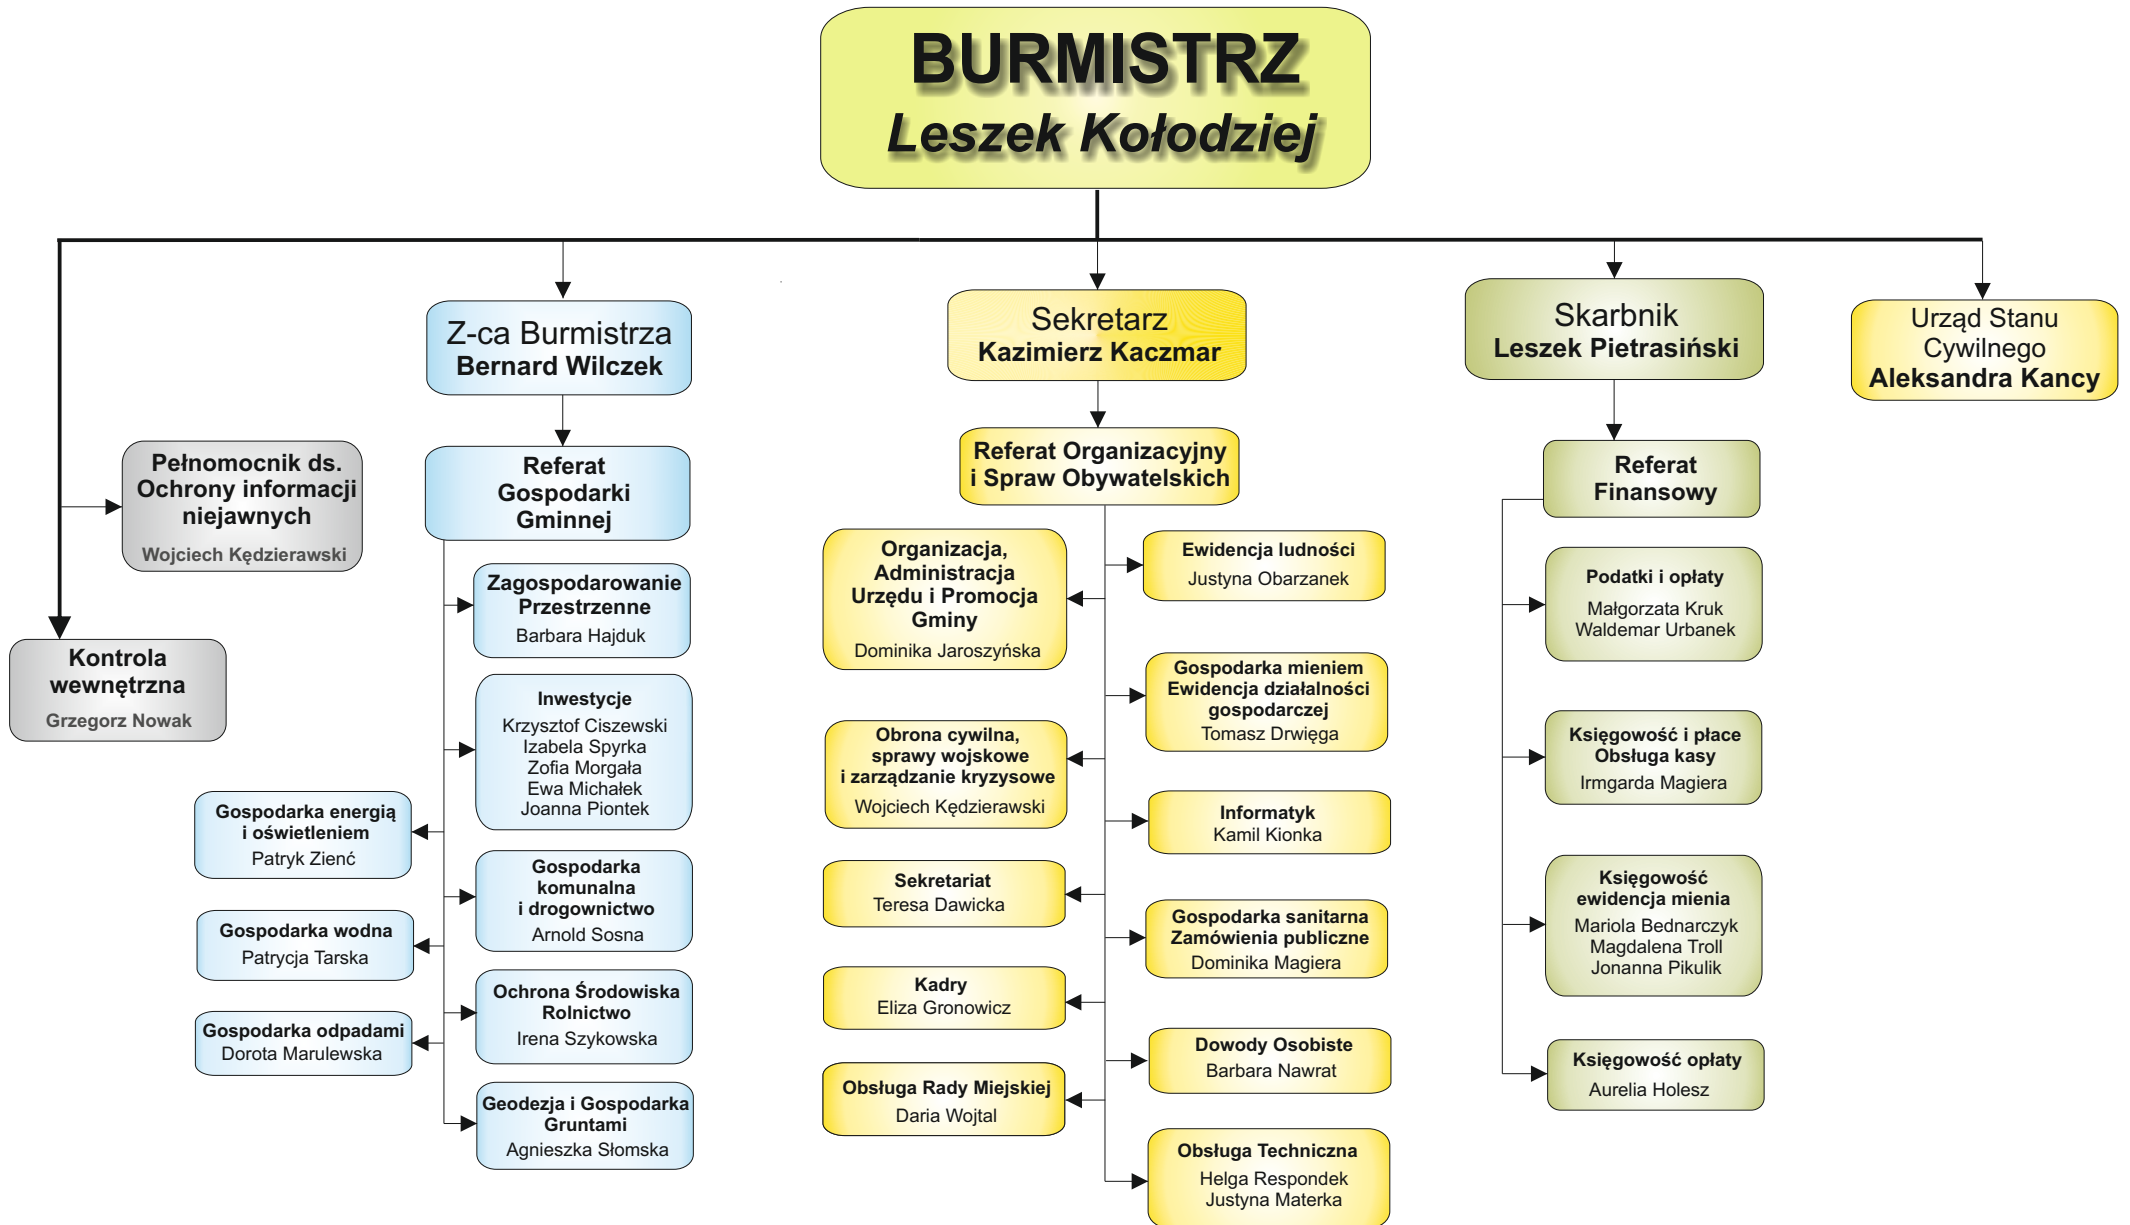 BURMISTRZ
Leszek Kołodziej
Z-ca Burmistrza
Bernard Wilczek
Sekretarz
Kazimierz Kaczmar
Skarbnik
Leszek Pietrasiński
Urząd Stanu
Cywilnego
Aleksandra Kancy
Pełnomocnik ds.
Ochrony informacji
niejawnych
Wojciech Kędzierawski
Kontrola
wewnętrzna
Grzegorz Nowak
Referat
Gospodarki
Gminnej
Zagospodarowanie
Przestrzenne
Barbara Hajduk
Inwestycje
Krzysztof Ciszewski
Izabela Spyrka
Zofia Morgała
Ewa Michałek
Joanna Piontek
Gospodarka energią
i oświetleniem
Patryk Zienć
Gospodarka
komunalna
i drogownictwo
Arnold Sosna
Gospodarka wodna
Patrycja Tarska
Ochrona Środowiska
Rolnictwo
Irena Szykowska
Gospodarka odpadami
Dorota Marulewska
Geodezja i Gospodarka
Gruntami
Agnieszka Słomska
Referat Organizacyjny
i Spraw Obywatelskich
Organizacja,
Administracja
Urzędu i Promocja
Gminy
Dominika Jaroszyńska
Ewidencja ludności
Justyna Obarzanek
Gospodarka mieniem
Ewidencja działalności
gospodarczej
Tomasz Drwięga
Obrona cywilna,
sprawy wojskowe
i zarządzanie kryzysowe
Wojciech Kędzierawski
Informatyk
Kamil Kionka
Sekretariat
Teresa Dawicka
Gospodarka sanitarna
Zamówienia publiczne
Dominika Magiera
Kadry
Eliza Gronowicz
Dowody Osobiste
Barbara Nawrat
Obsługa Rady Miejskiej
Daria Wojtal
Obsługa Techniczna
Helga Respondek
Justyna Materka
Referat
Finansowy
Podatki i opłaty
Małgorzata Kruk
Waldemar Urbanek
Księgowość i płace
Obsługa kasy
Irmgarda Magiera
Księgowość
ewidencja mienia
Mariola Bednarczyk
Magdalena Troll
Jonanna Pikulik
Księgowość opłaty
Aurelia Holesz